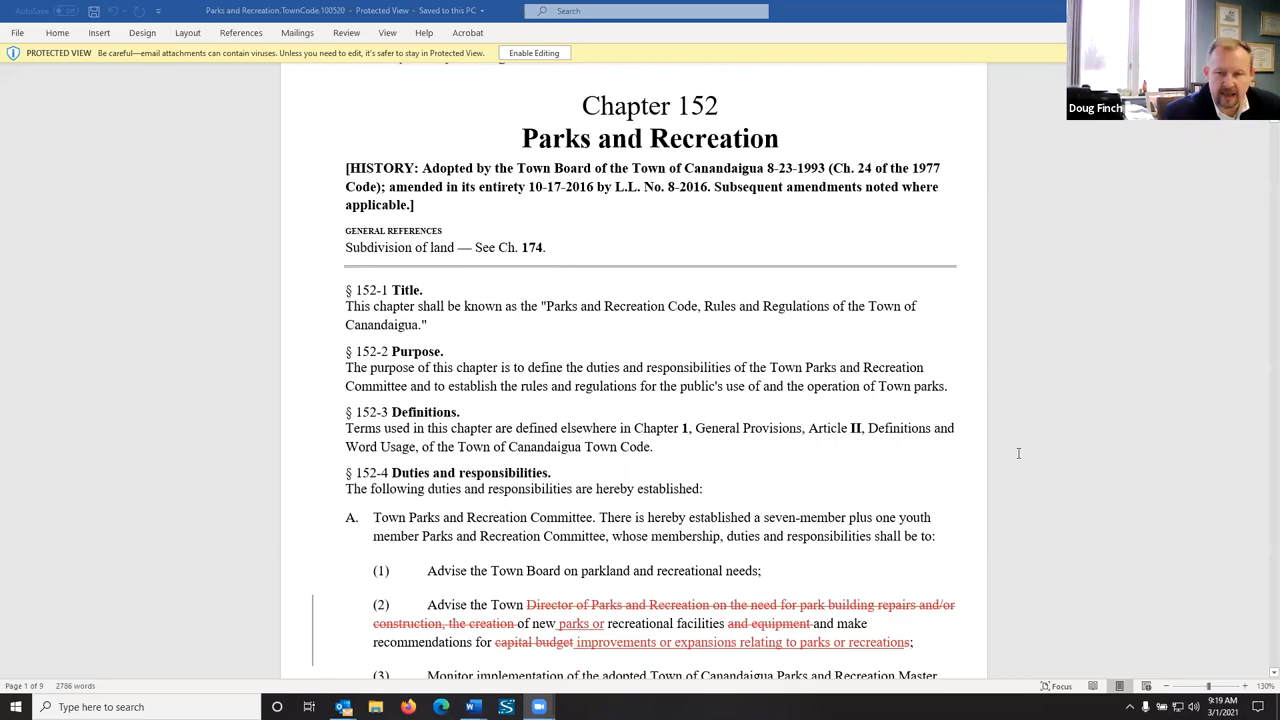 AutoSave
Parks and Recreation.TownCode.100520 - Protected View - Saved to this PC
Search
File Home Insert Design Layout References Mailings Review View Help Acrobat
PROTECTED VIEW Be careful—email attachments can contain viruses. Unless you need to edit, it's safer to stay in Protected View. Enable Editing
Doug Finch
Chapter 152
Parks and Recreation
[HISTORY: Adopted by the Town Board of the Town of Canandaigua 8-23-1993 (Ch. 24 of the 1977
Code); amended in its entirety 10-17-2016 by L.L. No. 8-2016. Subsequent amendments noted where
applicable.]
GENERAL REFERENCES
Subdivision of land — See Ch. 174.
§ 152-1 Title.
This chapter shall be known as the "Parks and Recreation Code, Rules and Regulations of the Town of
Canandaigua."
§ 152-2 Purpose.
The purpose of this chapter is to define the duties and responsibilities of the Town Parks and Recreation
Committee and to establish the rules and regulations for the public's use of and the operation of Town parks.
§ 152-3 Definitions.
Terms used in this chapter are defined elsewhere in Chapter 1, General Provisions, Article II, Definitions and
Word Usage, of the Town of Canandaigua Town Code.
§ 152-4 Duties and responsibilities.
The following duties and responsibilities are hereby established:
A. Town Parks and Recreation Committee. There is hereby established a seven-member plus one youth
member Parks and Recreation Committee, whose membership, duties and responsibilities shall be to:
(1) Advise the Town Board on parkland and recreational needs;
(2) Advise the Town Director of Parks and Recreation on the need for park building repairs and/or
construction, the creation of new parks or recreational facilities and equipment and make
recommendations for capital budget improvements or expansions relating to parks or recreations;
(3) Monitor implementation of the adopted Town of Canandaigua Parks and Recreation Master
Page 1 of 9 2786 words
Focus
130%
Type here to search
9:19 AM
3/1/2021